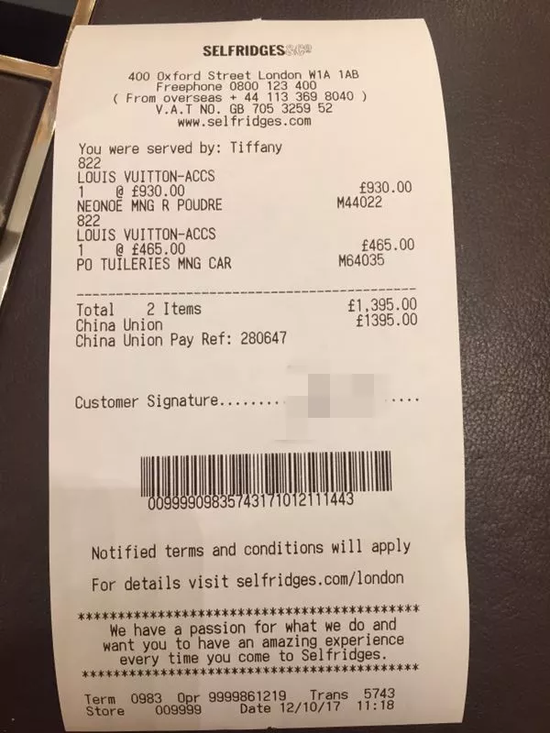 SELFRIDGES&Co
400 Oxford Street London W1A 1AB
Freephone 0800 123 400
( From overseas + 44 113 369 8040 )
V.A.T NO. GB 705 3259 52
www.selfridges.com
You were served by: Tiffany
822
LOUIS VUITTON-ACCS
1 @ £930.00 £930.00
NEONOE MNG R POUDRE M44022
822
LOUIS VUITTON-ACCS
1 @ £465.00 £465.00
PO TUILERIES MNG CAR M64035
--------------------------------------------
Total 2 Items £1,395.00
China Union £1395.00
China Union Pay Ref: 280647
Customer Signature........ .....
00999909835743171012111443
Notified terms and conditions will apply
For details visit selfridges.com/london
********************************************
We have a passion for what we do and
want you to have an amazing experience
every time you come to Selfridges.
********************************************
Term 0983 Opr 9999861219 Trans 5743
Store 009999 Date 12/10/17 11:18